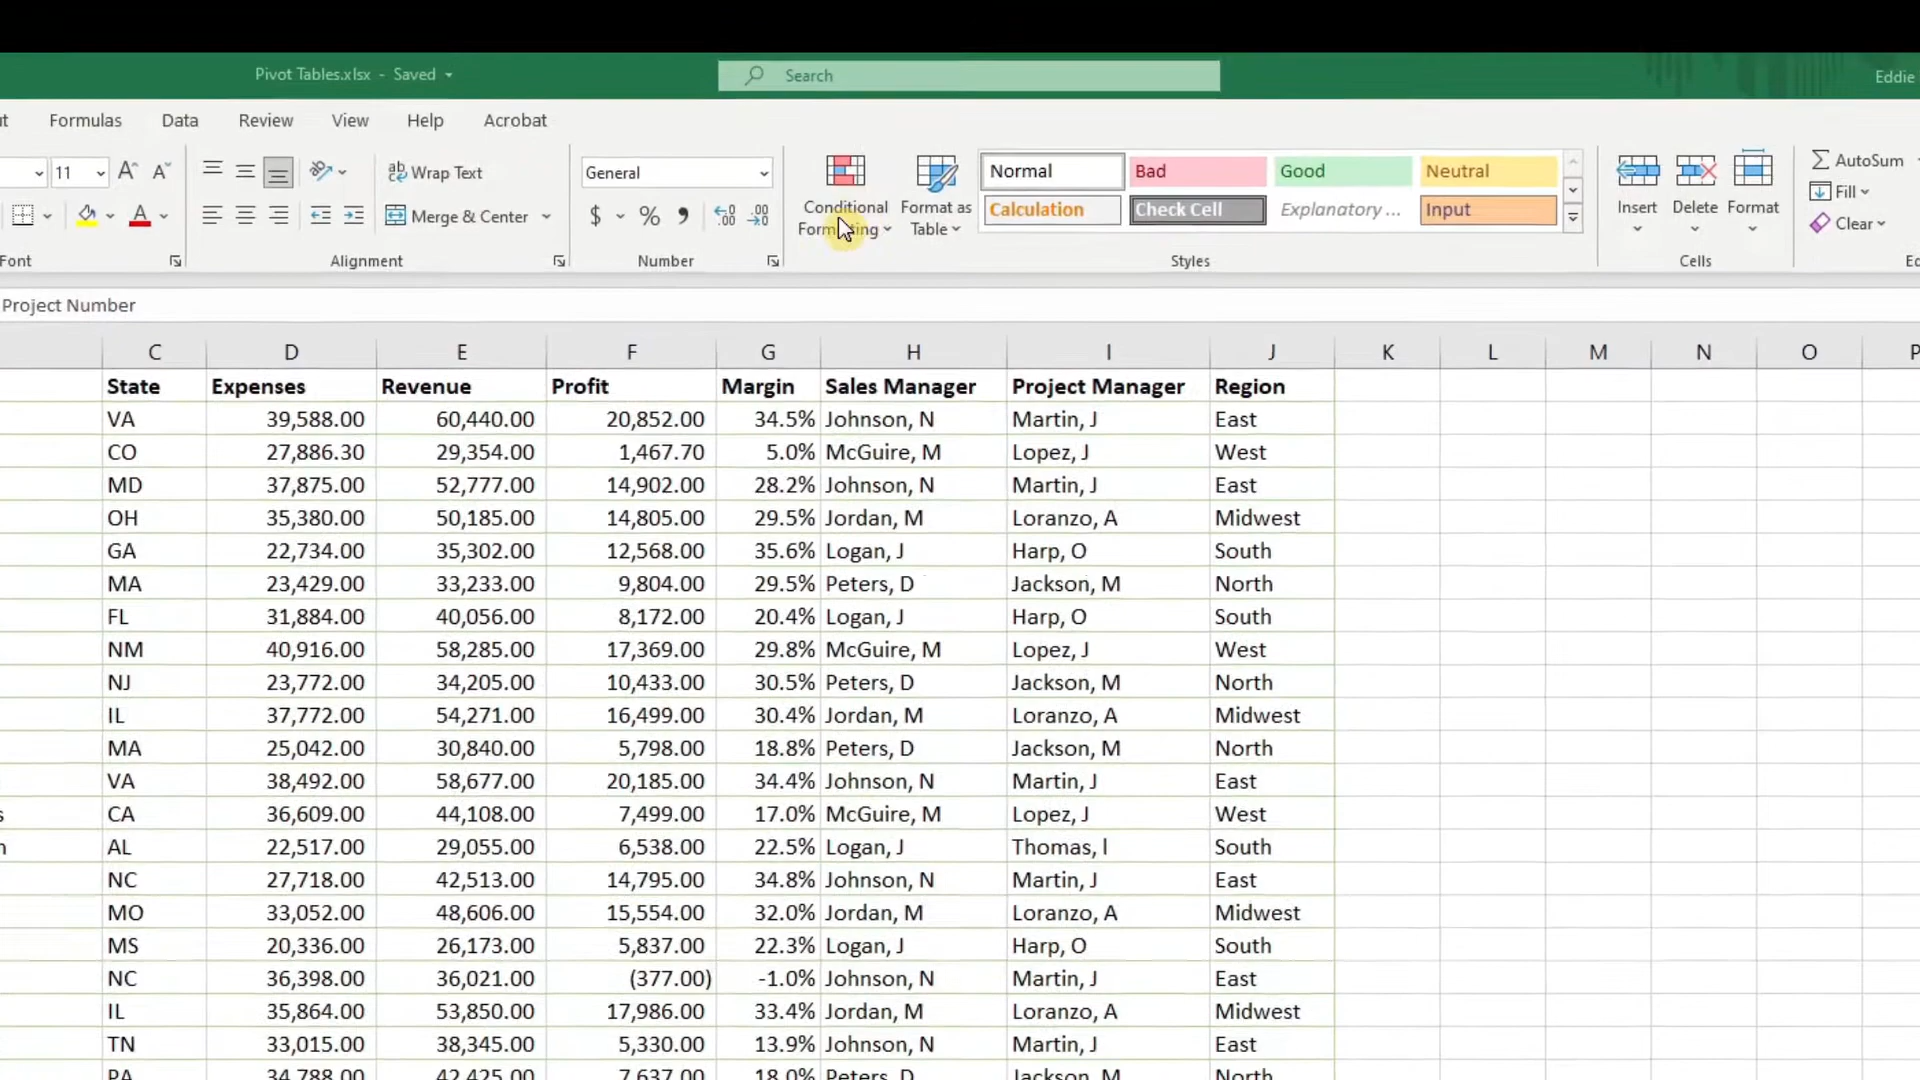 Pivot Tables.xlsx - Saved
Search
Eddie
Formulas Data Review View Help Acrobat
11 Wrap Text General Conditional Formatting Format as Table Normal Bad Good Neutral Insert Delete Format AutoSum
Merge & Center $ % Calculation Check Cell Explanatory ... Input Fill
Clear
Font Alignment Number Styles Cells
Project Number
C D E F G H I J K L M N O P
State Expenses Revenue Profit Margin Sales Manager Project Manager Region
VA 39,588.00 60,440.00 20,852.00 34.5% Johnson, N Martin, J East
CO 27,886.30 29,354.00 1,467.70 5.0% McGuire, M Lopez, J West
MD 37,875.00 52,777.00 14,902.00 28.2% Johnson, N Martin, J East
OH 35,380.00 50,185.00 14,805.00 29.5% Jordan, M Loranzo, A Midwest
GA 22,734.00 35,302.00 12,568.00 35.6% Logan, J Harp, O South
MA 23,429.00 33,233.00 9,804.00 29.5% Peters, D Jackson, M North
FL 31,884.00 40,056.00 8,172.00 20.4% Logan, J Harp, O South
NM 40,916.00 58,285.00 17,369.00 29.8% McGuire, M Lopez, J West
NJ 23,772.00 34,205.00 10,433.00 30.5% Peters, D Jackson, M North
IL 37,772.00 54,271.00 16,499.00 30.4% Jordan, M Loranzo, A Midwest
MA 25,042.00 30,840.00 5,798.00 18.8% Peters, D Jackson, M North
VA 38,492.00 58,677.00 20,185.00 34.4% Johnson, N Martin, J East
s CA 36,609.00 44,108.00 7,499.00 17.0% McGuire, M Lopez, J West
n AL 22,517.00 29,055.00 6,538.00 22.5% Logan, J Thomas, l South
NC 27,718.00 42,513.00 14,795.00 34.8% Johnson, N Martin, J East
MO 33,052.00 48,606.00 15,554.00 32.0% Jordan, M Loranzo, A Midwest
MS 20,336.00 26,173.00 5,837.00 22.3% Logan, J Harp, O South
NC 36,398.00 36,021.00 (377.00) -1.0% Johnson, N Martin, J East
IL 35,864.00 53,850.00 17,986.00 33.4% Jordan, M Loranzo, A Midwest
TN 33,015.00 38,345.00 5,330.00 13.9% Johnson, N Martin, J East
PA 34,788.00 42,425.00 7,637.00 18.0% Peters, D Jackson, M North